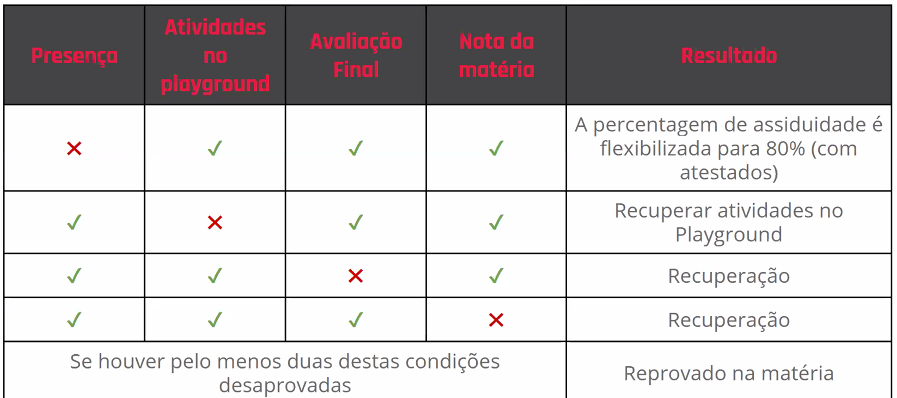 Presença
Atividades
no
playground
Avaliação
Final
Nota da
matéria
Resultado
A percentagem de assiduidade é
flexibilizada para 80% (com
atestados)
Recuperar atividades no
Playground
Recuperação
Recuperação
Se houver pelo menos duas destas condições
desaprovadas
Reprovado na matéria